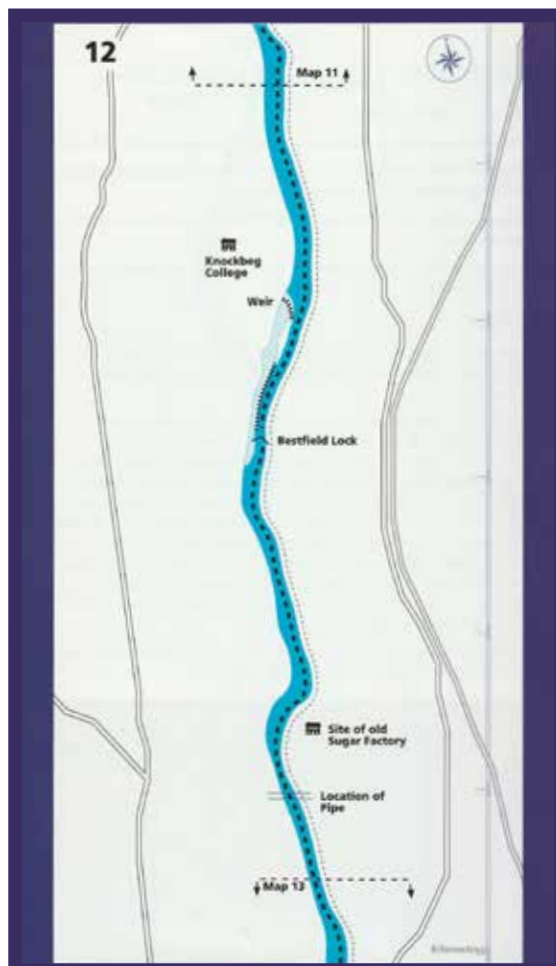 12
Map 11
Knockbeg
College
Weir
Bestfield Lock
Site of old
Sugar Factory
Location of
Pipe
Map 13